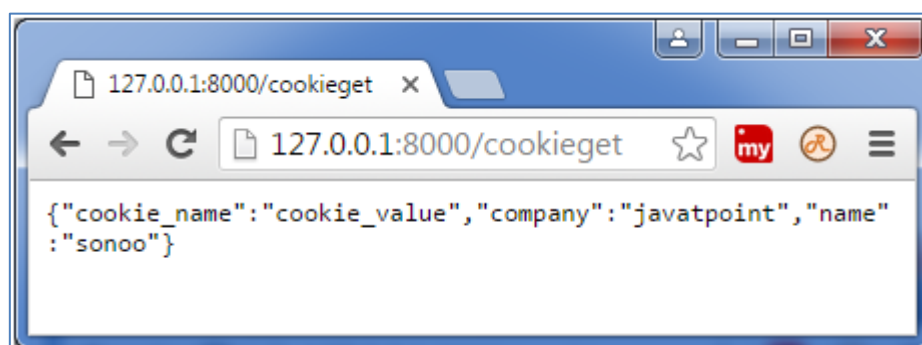 127.0.0.1:8000/cookieget
127.0.0.1:8000/cookieget
my
R
{"cookie_name":"cookie_value","company":"javatpoint","name"
:"sonoo"}